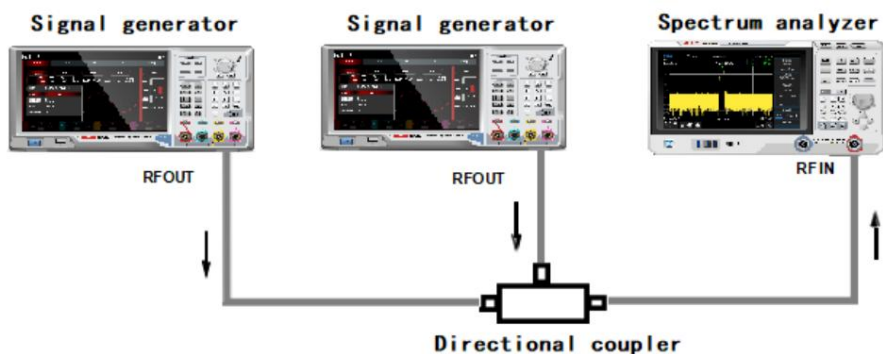 Signal generator
Signal generator
Spectrum analyzer
RFOUT
RFOUT
RFIN
Directional coupler